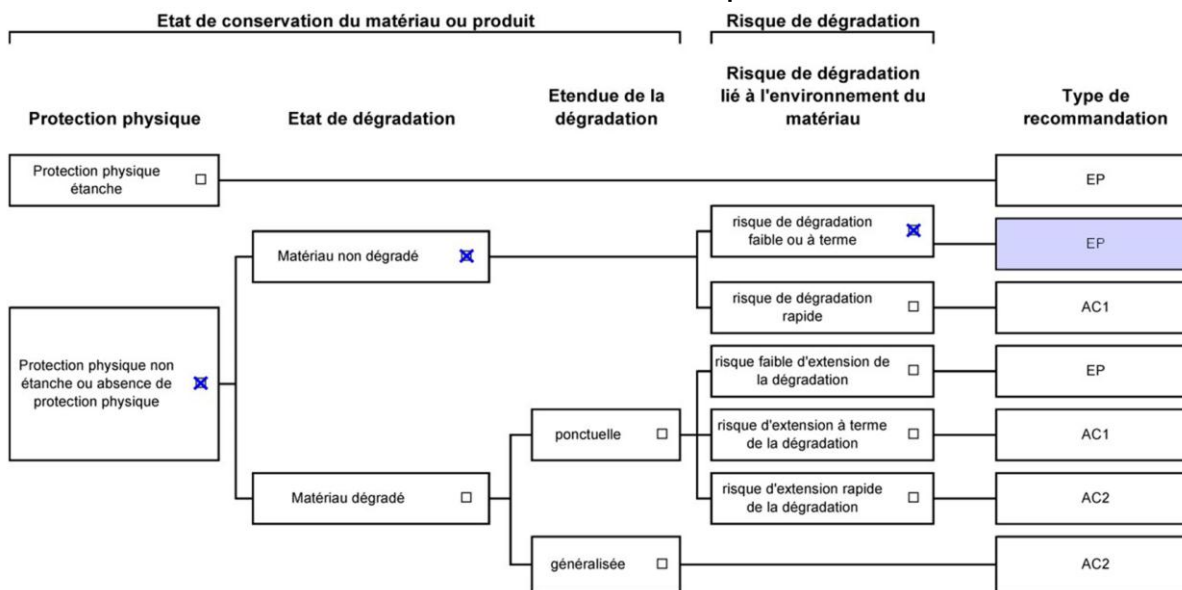 Etat de conservation du matériau ou produit
Risque de dégradation
Protection physique
Etat de dégradation
Etendue de la
dégradation
Risque de dégradation
lié à l'environnement du
matériau
Type de
recommandation
Protection physique
étanche
EP
Matériau non dégradé
risque de dégradation
faible ou à terme
EP
risque de dégradation
rapide
AC1
Protection physique non
étanche ou absence de
protection physique
risque faible d'extension de
la dégradation
EP
ponctuelle
risque d'extension à terme
de la dégradation
AC1
Matériau dégradé
risque d'extension rapide
de la dégradation
AC2
généralisée
AC2